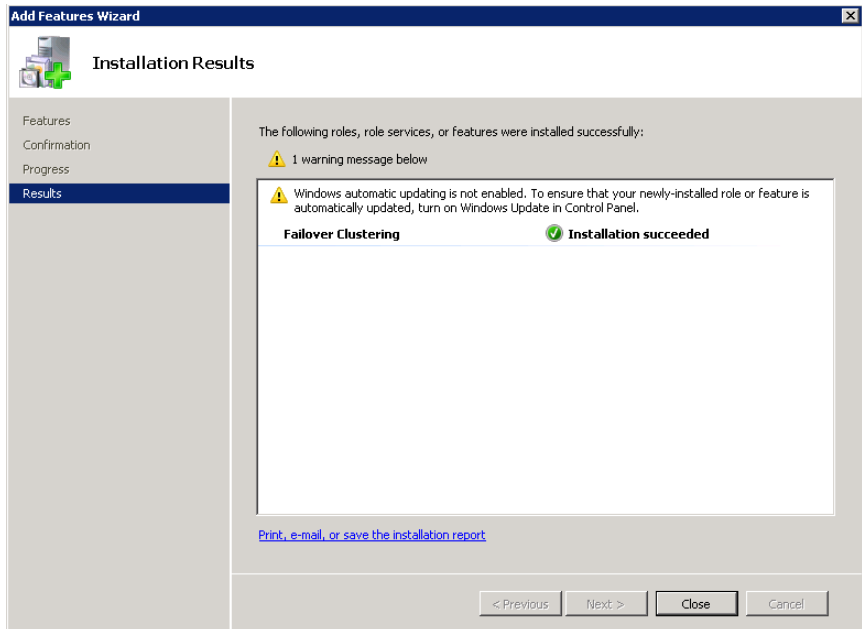 Add Features Wizard
Installation Results
Features
Confirmation
Progress
Results
The following roles, role services, or features were installed successfully:
1 warning message below
Windows automatic updating is not enabled. To ensure that your newly-installed role or feature is
automatically updated, turn on Windows Update in Control Panel.
Failover Clustering Installation succeeded
Print, e-mail, or save the installation report
< Previous Next > Close Cancel